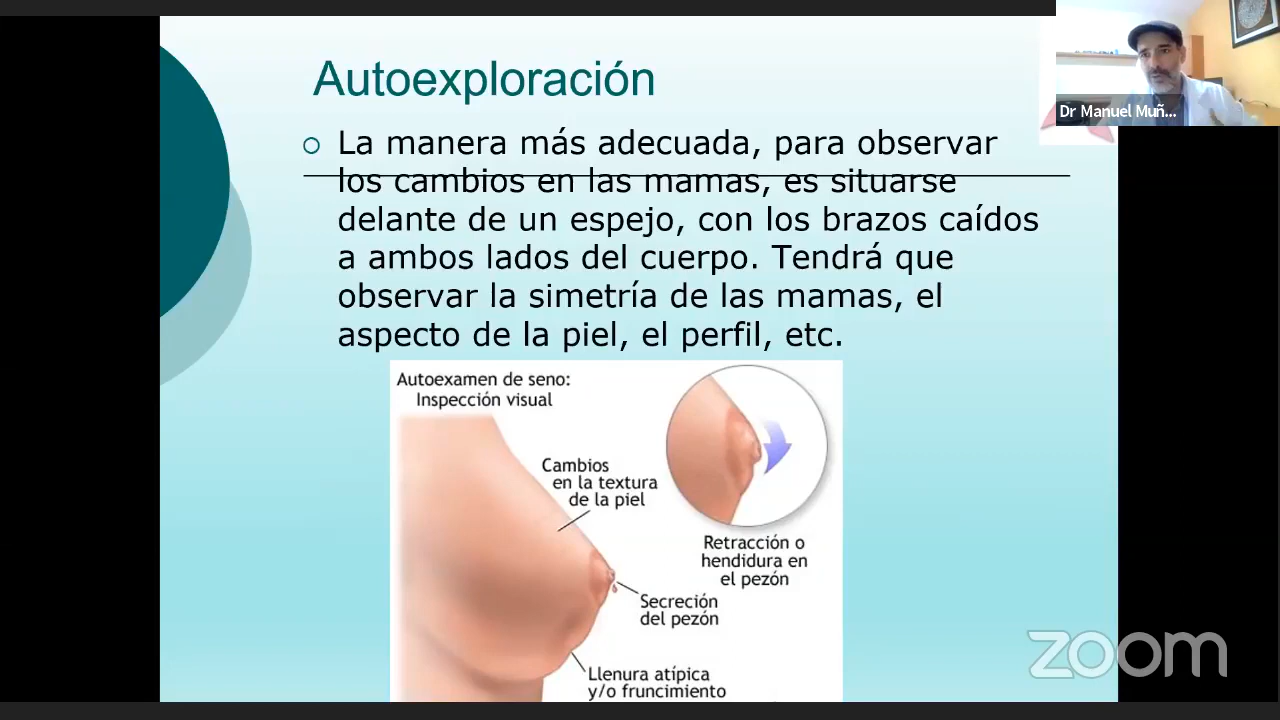 Autoexploración
La manera más adecuada, para observar
los cambios en las mamas, es situarse
delante de un espejo, con los brazos caídos
a ambos lados del cuerpo. Tendrá que
observar la simetría de las mamas, el
aspecto de la piel, el perfil, etc.
Autoexamen de seno:
Inspección visual
Cambios
en la textura
de la piel
Retracción o
hendidura en
el pezón
Secreción
del pezón
Llenura atípica
y/o fruncimiento
Dr Manuel Muñ...
zoom